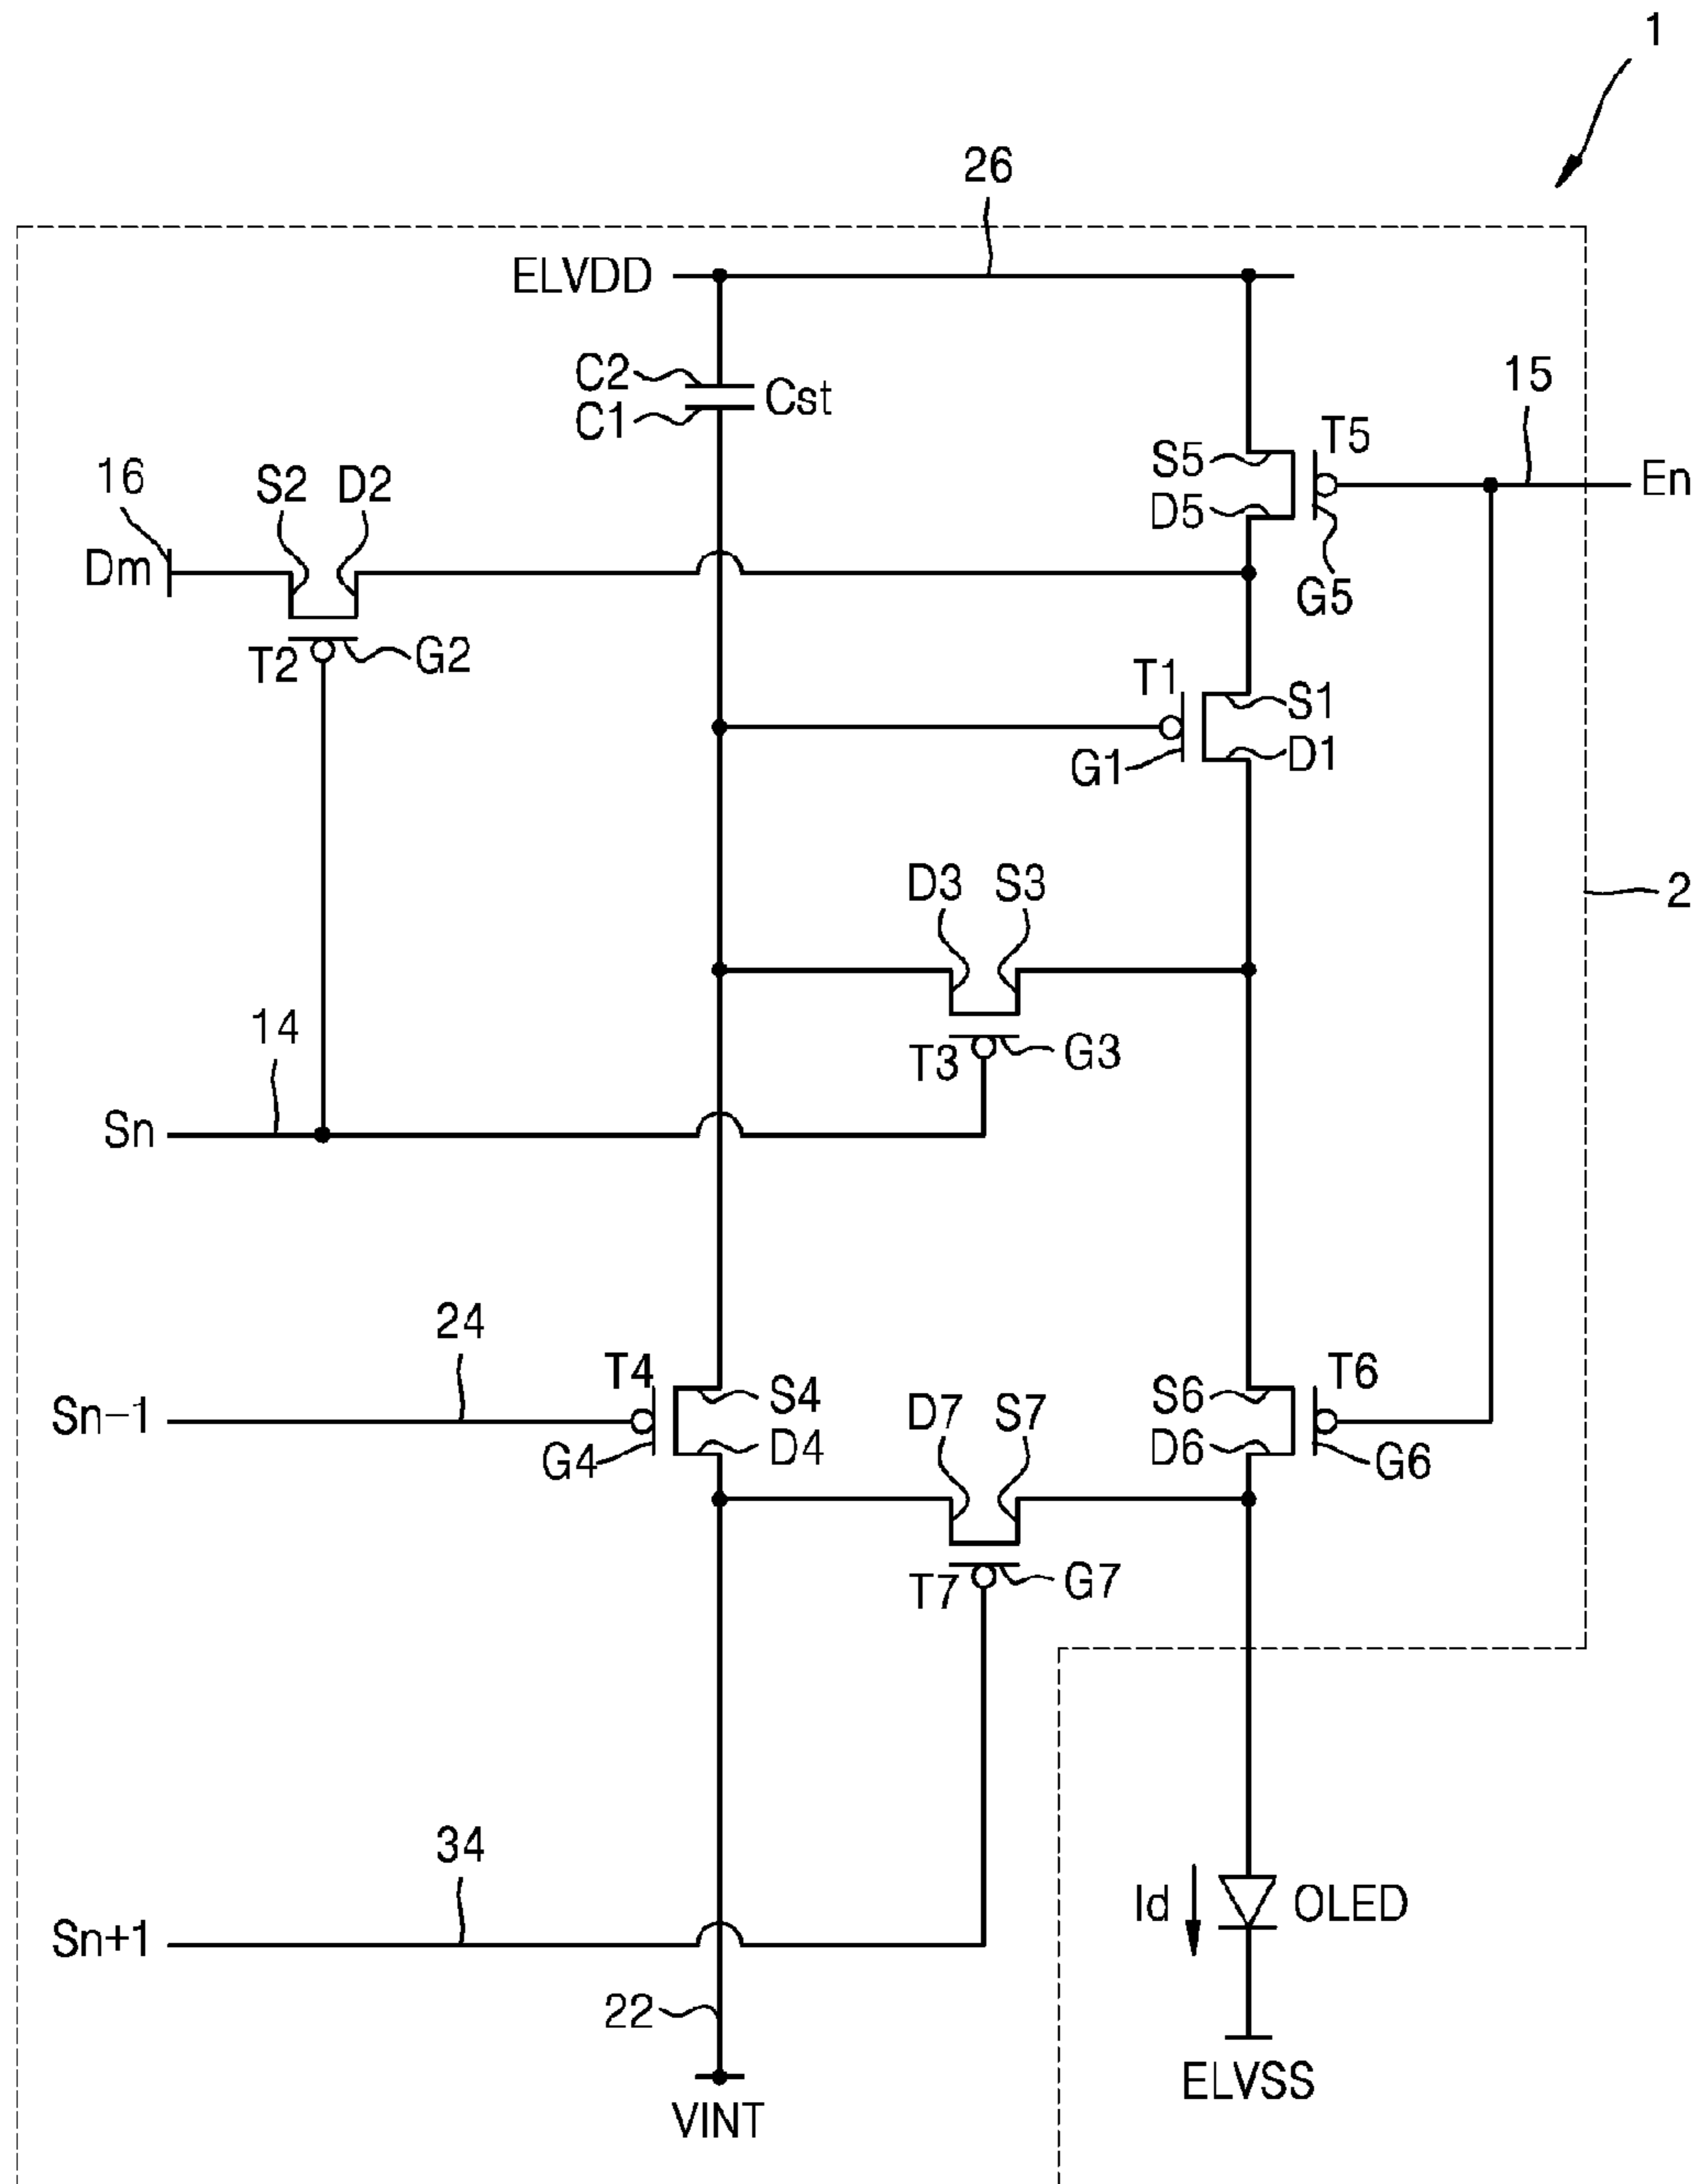 1
26
ELVDD
C2
C1 Cst
15
T5
S5
D5
En
16
S2 D2
Dm
G5
T2 G2
T1
S1
G1 D1
D3 S3
2
14
T3 G3
Sn
24
T4
S4
D7 S7
S6
T6
Sn-1
G4 D4
D6 G6
T7 G7
34
Id OLED
Sn+1
22
ELVSS
VINT